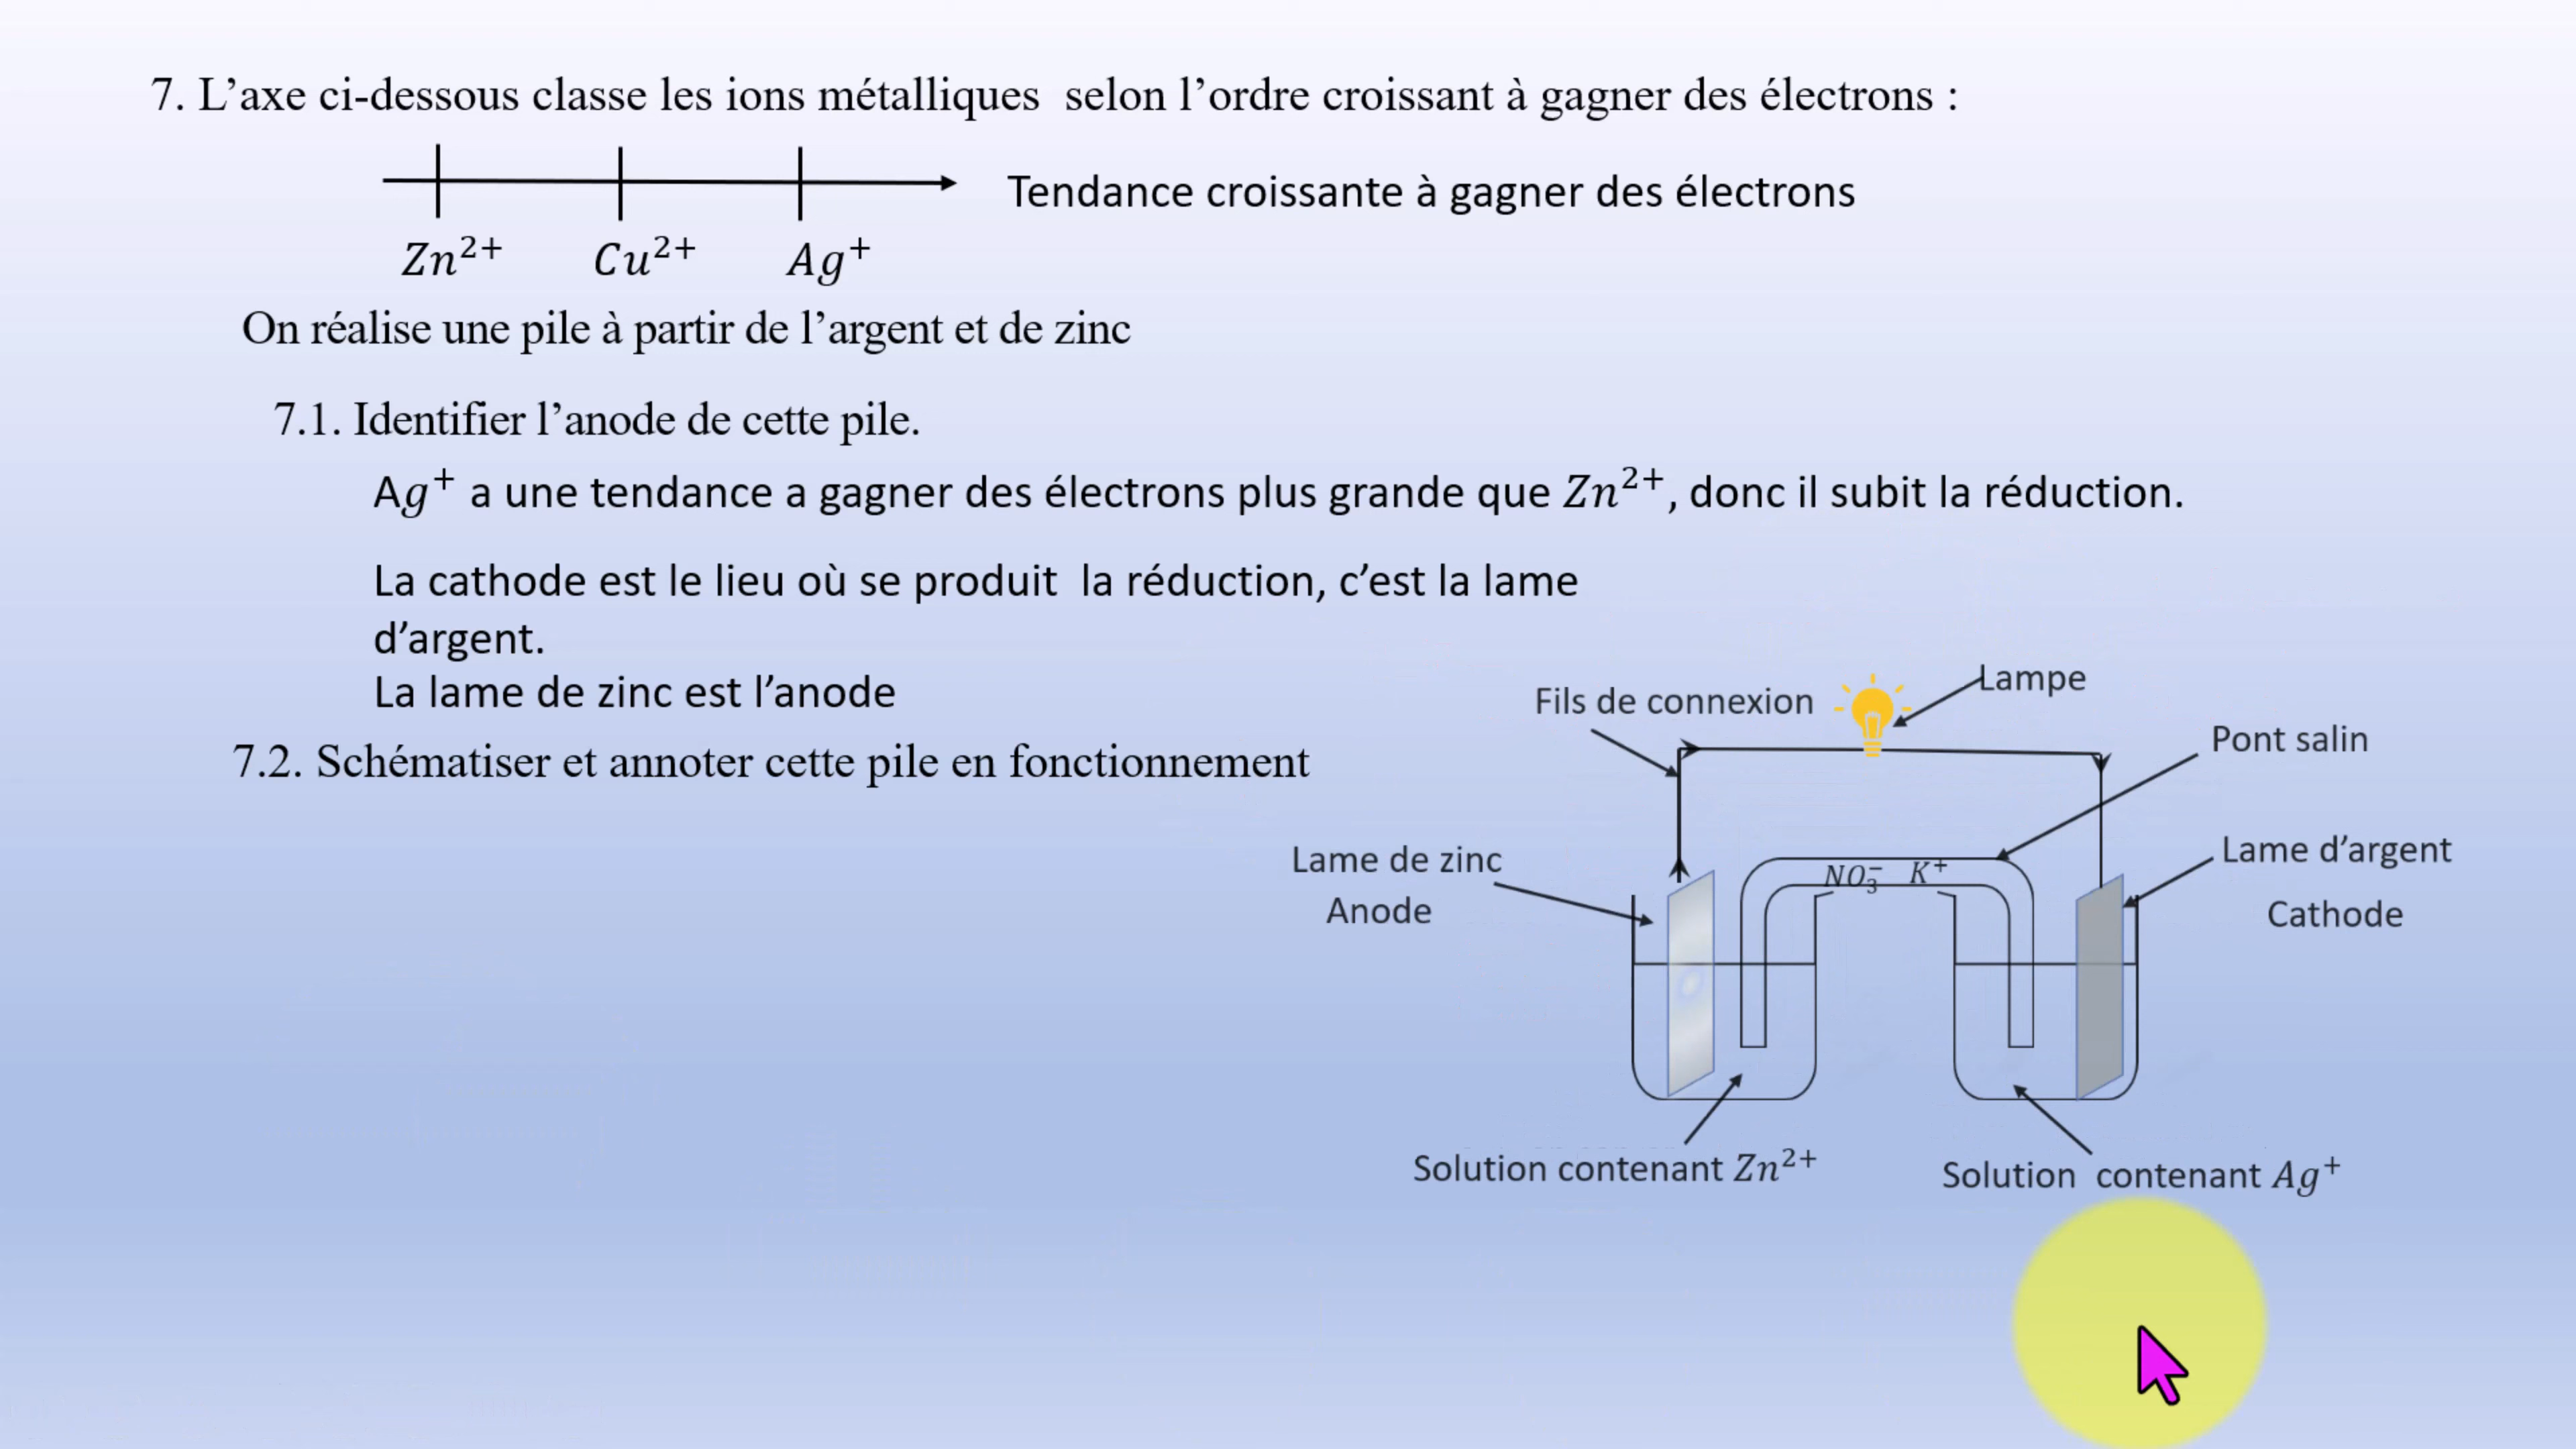 7. L’axe ci-dessous classe les ions métalliques selon l’ordre croissant à gagner des électrons :
Tendance croissante à gagner des électrons
Zn²⁺ Cu²⁺ Ag⁺
On réalise une pile à partir de l’argent et de zinc
7.1. Identifier l’anode de cette pile.
Ag⁺ a une tendance a gagner des électrons plus grande que Zn²⁺, donc il subit la réduction.
La cathode est le lieu où se produit la réduction, c’est la lame
d’argent.
La lame de zinc est l’anode
7.2. Schématiser et annoter cette pile en fonctionnement
Lampe
Fils de connexion
Pont salin
Lame de zinc
Anode
NO₃⁻ K⁺
Lame d’argent
Cathode
Solution contenant Zn²⁺
Solution contenant Ag⁺